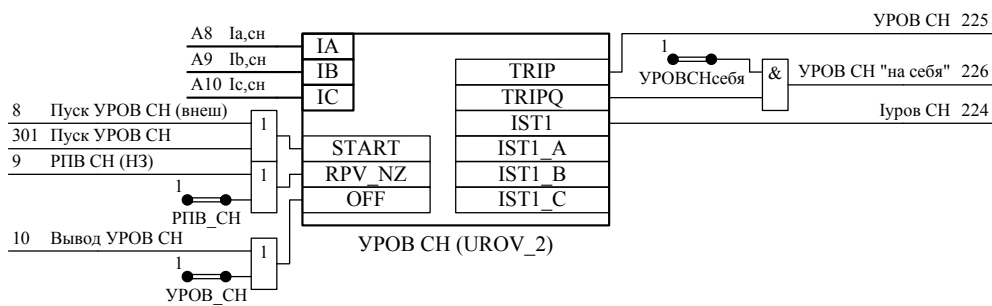 УРОВ СН 225
A8 Ia,сн
IA
1
A9 Ib,сн
IB
TRIP
УРОВСНсебя
&
УРОВ СН "на себя" 226
A10 Ic,сн
IC
TRIPQ
8 Пуск УРОВ СН (внеш)
1
IST1
Iуров СН 224
301 Пуск УРОВ СН
START
IST1_A
9 РПВ СН (НЗ)
1
RPV_NZ
IST1_B
1
OFF
IST1_C
РПВ_СН
10 Вывод УРОВ СН
1
УРОВ СН (UROV_2)
1
УРОВ_СН